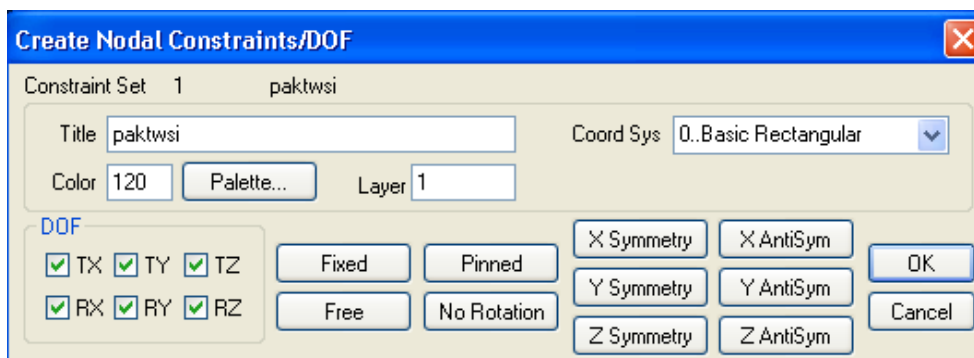 Create Nodal Constraints/DOF
Constraint Set 1 paktwsi
Title paktwsi Coord Sys 0..Basic Rectangular
Color 120 Palette... Layer 1
DOF
TX TY TZ
RX RY RZ
Fixed Pinned
Free No Rotation
X Symmetry X AntiSym
Y Symmetry Y AntiSym
Z Symmetry Z AntiSym
OK
Cancel